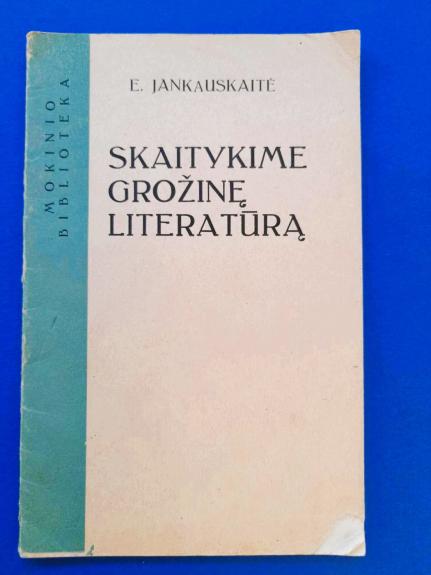 E. JANKAUSKAITĖ
SKAITYKIME
GROŽINĘ
LITERATŪRĄ
MOKINIO
BIBLIOTEKA